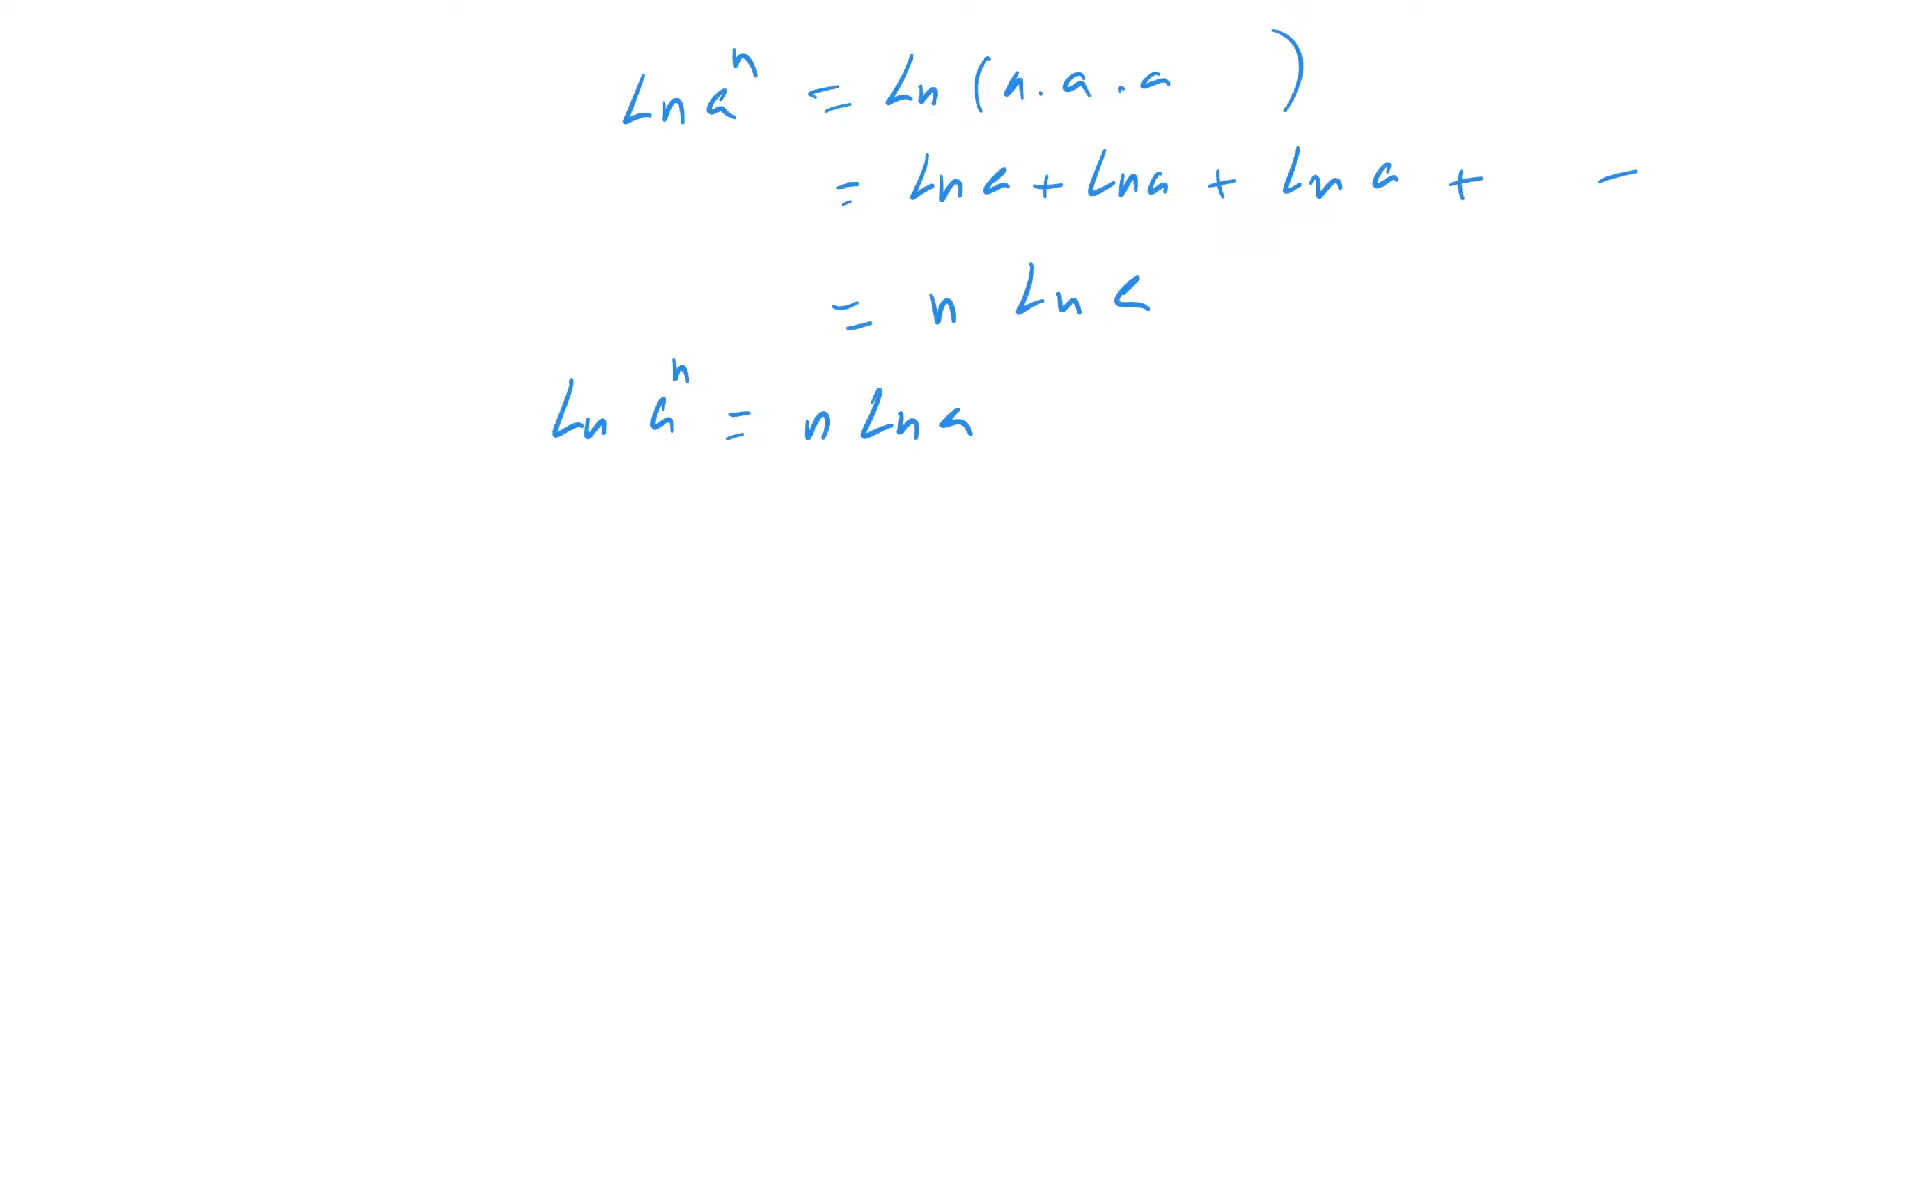 Ln a^n = Ln (a.a.a )
= Ln a + Ln a + Ln a + -
= n Ln a
Ln a^n = n Ln a